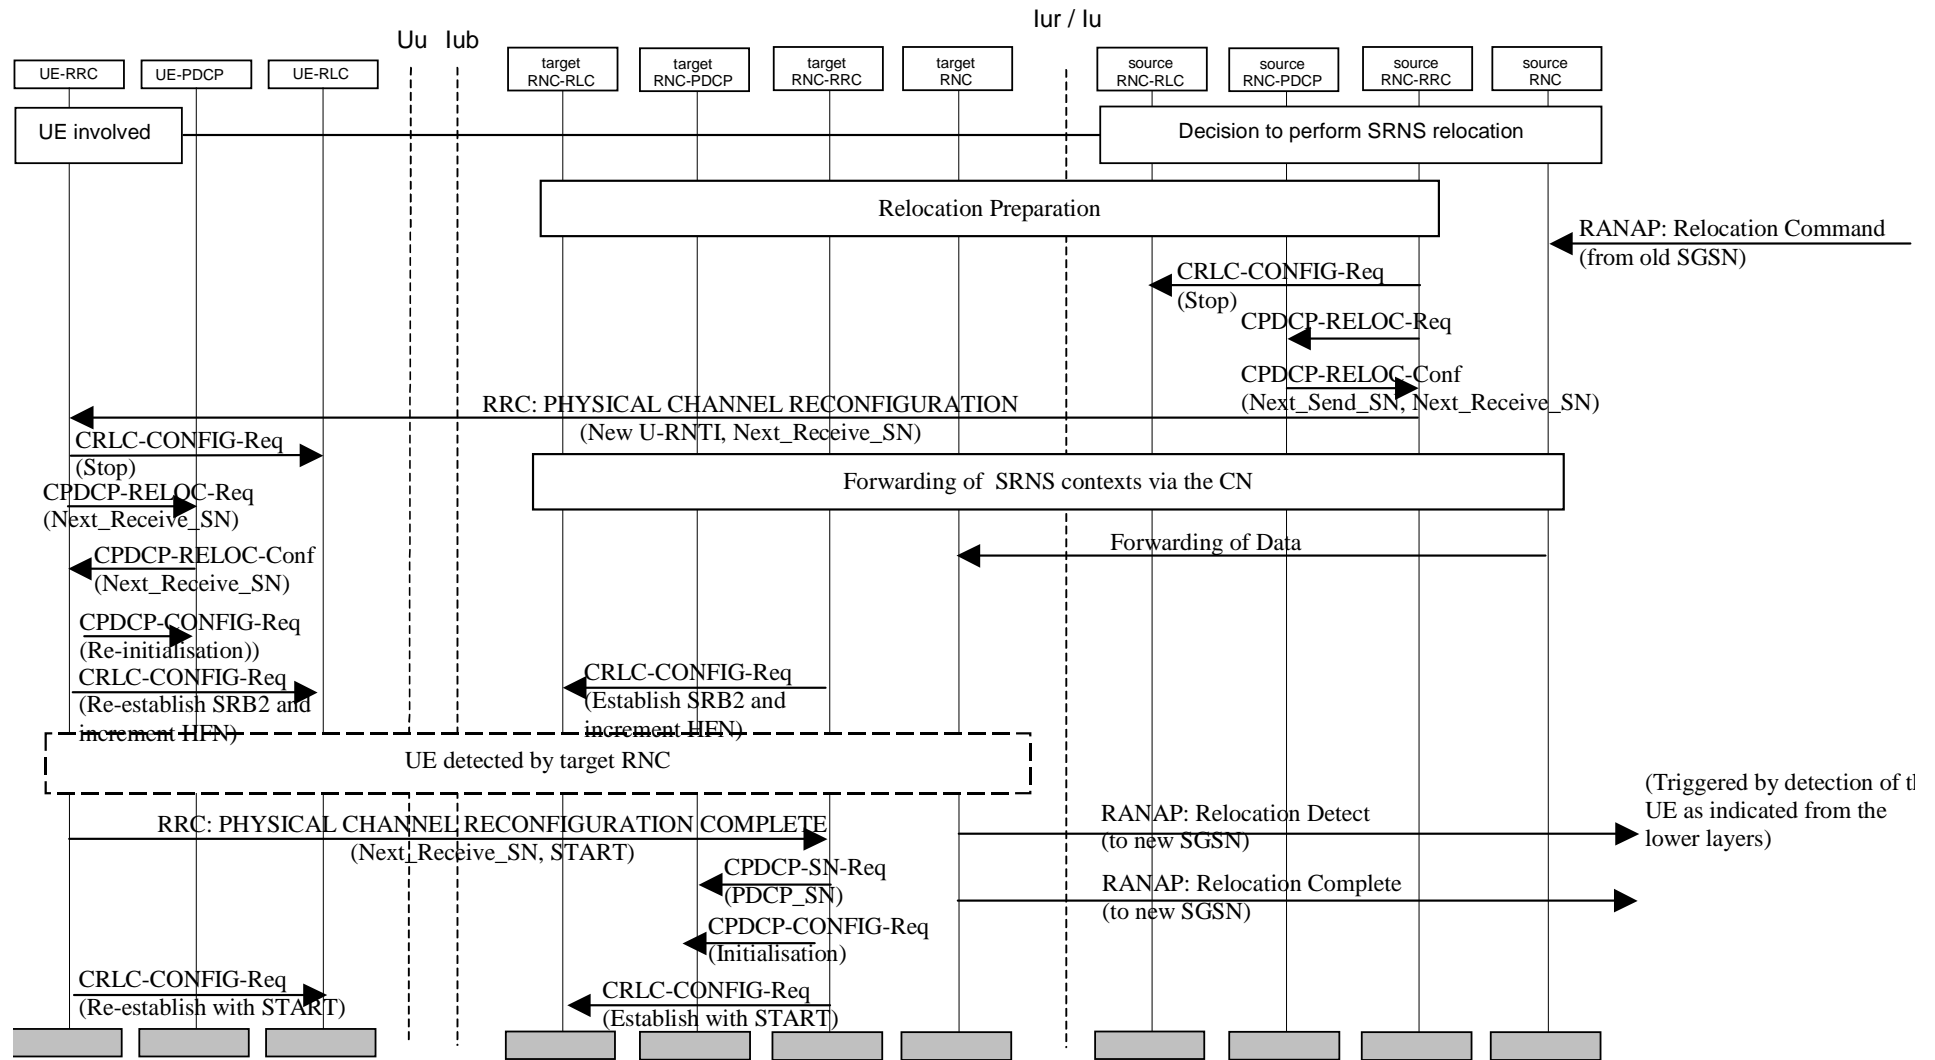 Iur / Iu
Uu
Iub
UE-RRC
UE-PDCP
UE-RLC
target
RNC-RLC
target
RNC-PDCP
target
RNC-RRC
target
RNC
source
RNC-RLC
source
RNC-PDCP
source
RNC-RRC
source
RNC
UE involved
Decision to perform SRNS relocation
Relocation Preparation
RANAP: Relocation Command
(from old SGSN)
CRLC-CONFIG-Req
(Stop)
CPDCP-RELOC-Req
CPDCP-RELOC-Conf
(Next_Send_SN, Next_Receive_SN)
RRC: PHYSICAL CHANNEL RECONFIGURATION
(New U-RNTI, Next_Receive_SN)
CRLC-CONFIG-Req
(Stop)
Forwarding of SRNS contexts via the CN
CPDCP-RELOC-Req
(Next_Receive_SN)
Forwarding of Data
CPDCP-RELOC-Conf
(Next_Receive_SN)
CPDCP-CONFIG-Req
(Re-initialisation))
CRLC-CONFIG-Req
(Re-establish SRB2 and
increment HFN)
CRLC-CONFIG-Req
(Establish SRB2 and
increment HFN)
UE detected by target RNC
(Triggered by detection of t
UE as indicated from the
lower layers)
RRC: PHYSICAL CHANNEL RECONFIGURATION COMPLETE
(Next_Receive_SN, START)
RANAP: Relocation Detect
(to new SGSN)
CPDCP-SN-Req
(PDCP_SN)
RANAP: Relocation Complete
(to new SGSN)
CPDCP-CONFIG-Req
(Initialisation)
CRLC-CONFIG-Req
(Re-establish with START)
CRLC-CONFIG-Req
(Establish with START)